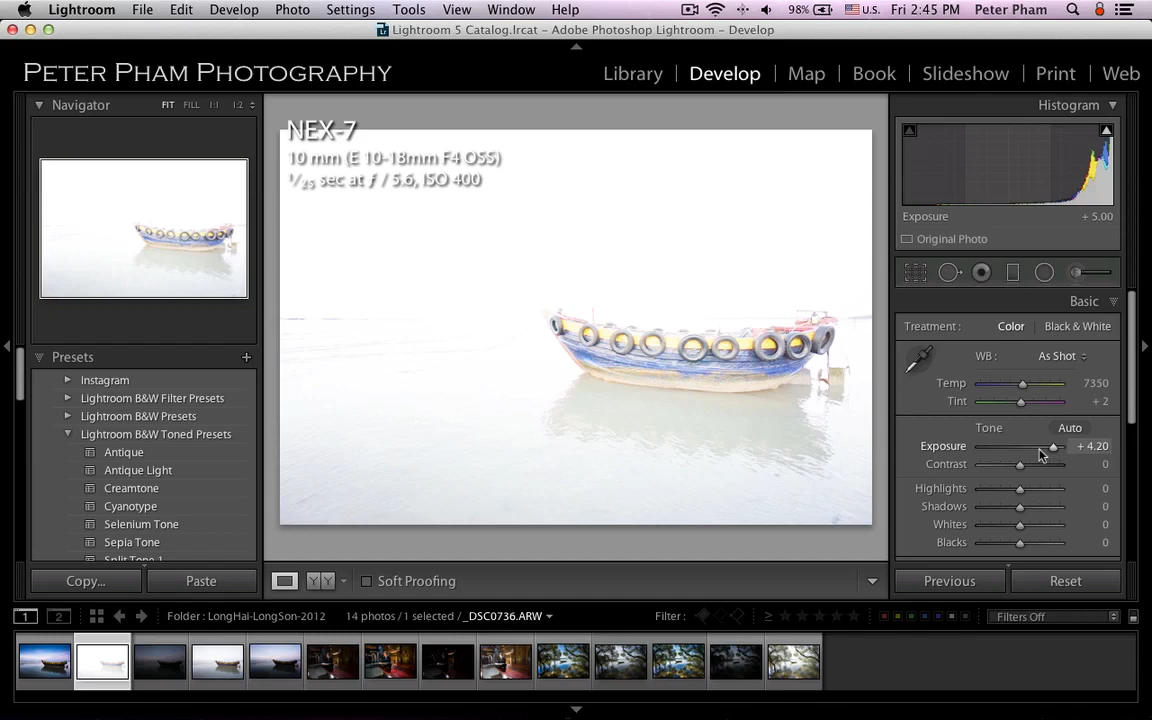 Lightroom File Edit Develop Photo Settings Tools View Window Help 98% U.S. Fri 2:45 PM Peter Pham
Lightroom 5 Catalog.lrcat - Adobe Photoshop Lightroom - Develop
PETER PHAM PHOTOGRAPHY
Library | Develop | Map | Book | Slideshow | Print | Web
Navigator FIT FILL 1:1 1:2
Histogram
NEX-7
10 mm (E 10-18mm F4 OSS)
1/25 sec at ƒ / 5.6, ISO 400
Exposure + 5.00
Original Photo
Basic
Treatment : Color | Black & White
WB : As Shot
Temp 7350
Tint + 2
Tone Auto
Exposure + 4.20
Contrast 0
Highlights 0
Shadows 0
Whites 0
Blacks 0
Presets +
Instagram
Lightroom B&W Filter Presets
Lightroom B&W Presets
Lightroom B&W Toned Presets
Antique
Antique Light
Creamtone
Cyanotype
Selenium Tone
Sepia Tone
Split Tone 1
Copy... Paste
Y Y Soft Proofing
Previous Reset
1 2 Folder : LongHai-LongSon-2012 14 photos / 1 selected / _DSC0736.ARW Filter : ≥ Filters Off